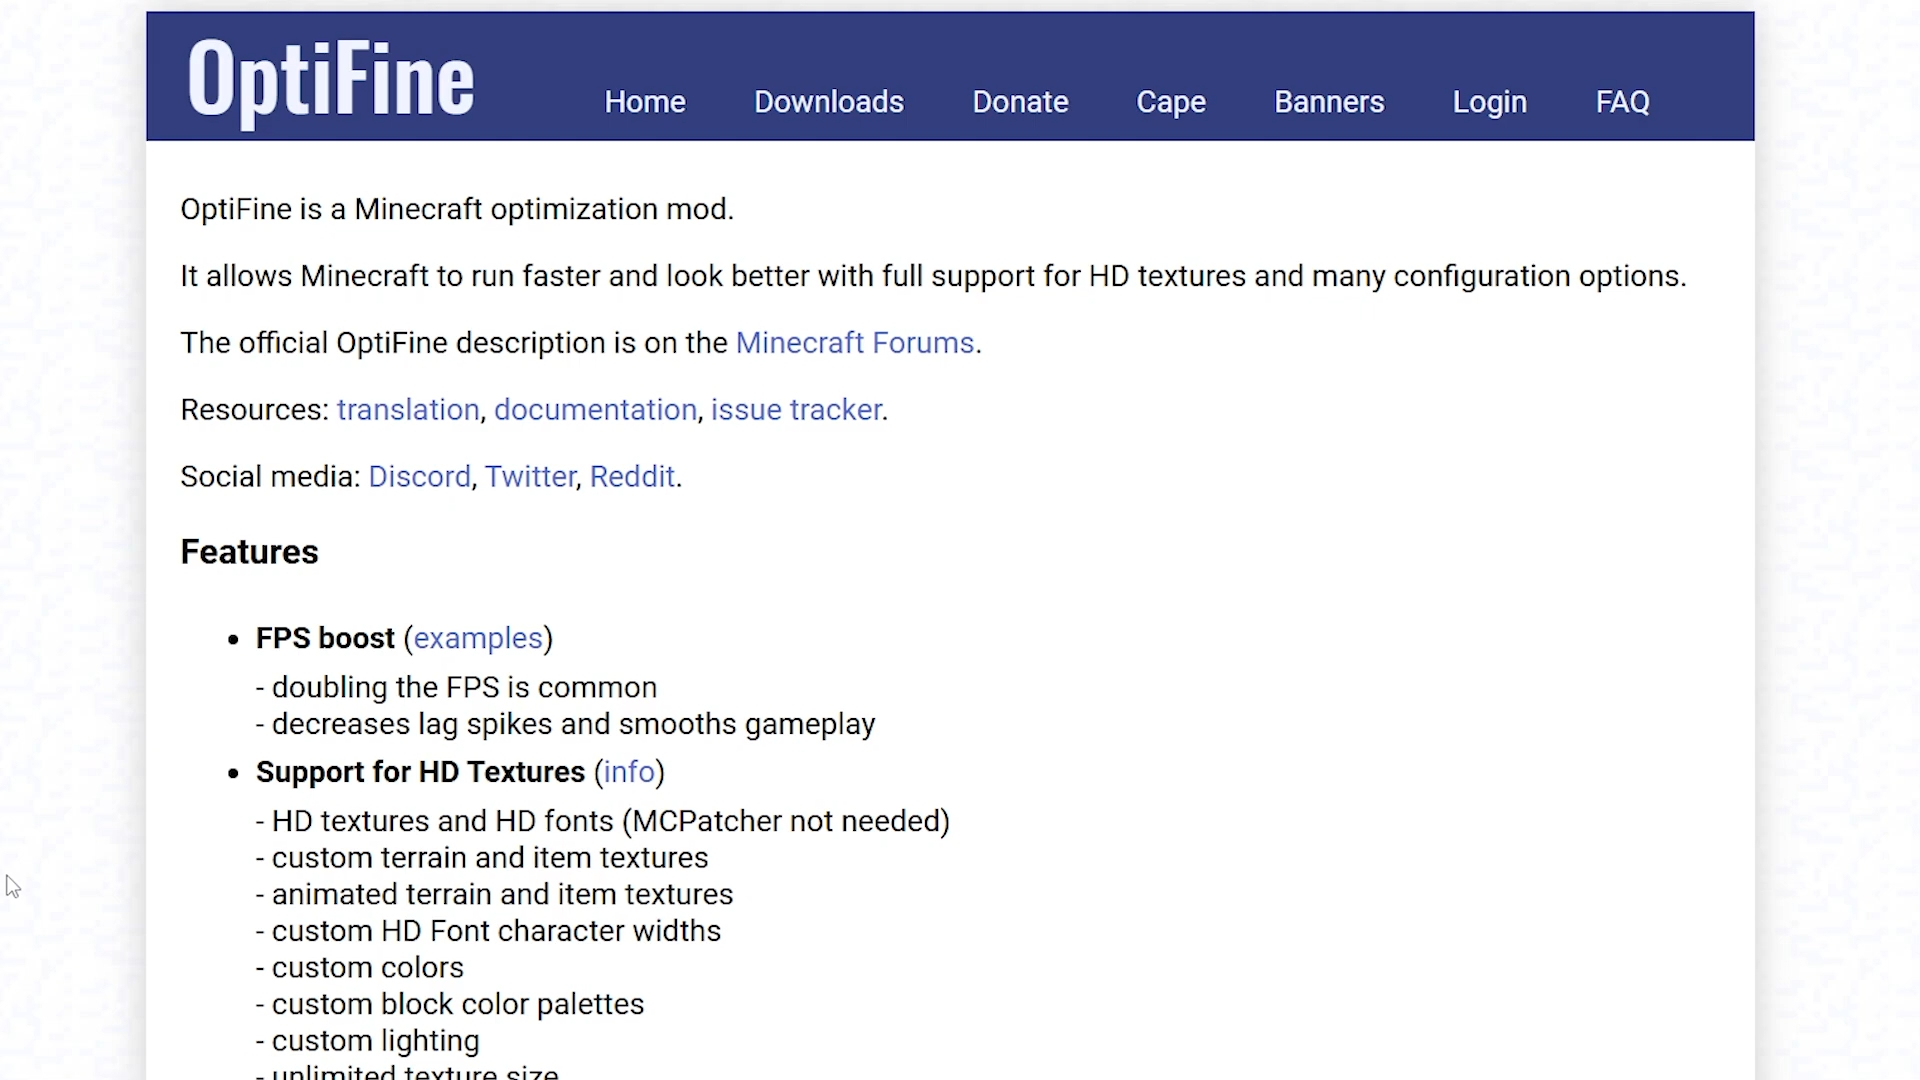 OptiFine
Home Downloads Donate Cape Banners Login FAQ
OptiFine is a Minecraft optimization mod.
It allows Minecraft to run faster and look better with full support for HD textures and many configuration options.
The official OptiFine description is on the Minecraft Forums.
Resources: translation, documentation, issue tracker.
Social media: Discord, Twitter, Reddit.
Features
• FPS boost (examples)
- doubling the FPS is common
- decreases lag spikes and smooths gameplay
• Support for HD Textures (info)
- HD textures and HD fonts (MCPatcher not needed)
- custom terrain and item textures
- animated terrain and item textures
- custom HD Font character widths
- custom colors
- custom block color palettes
- custom lighting
- unlimited texture size